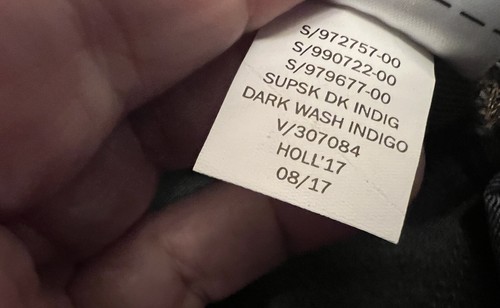 S/972757-00
S/990722-00
S/979677-00
SUPSK DK INDIG
DARK WASH INDIGO
V/307084
HOLL'17
08/17